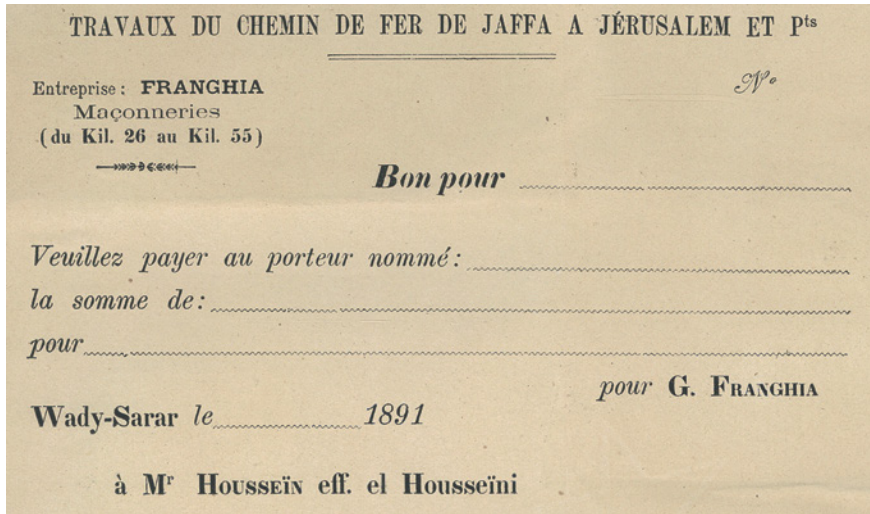 TRAVAUX DU CHEMIN DE FER DE JAFFA A JÉRUSALEM ET Pts
Entreprise : FRANGHIA
Nº
Maçonneries
(du Kil. 26 au Kil. 55)
Bon pour
Veuillez payer au porteur nommé :
la somme de :
pour
pour G. FRANGHIA
Wady-Sarar le 1891
à Mr HOUSSEÏN eff. el Housseïni